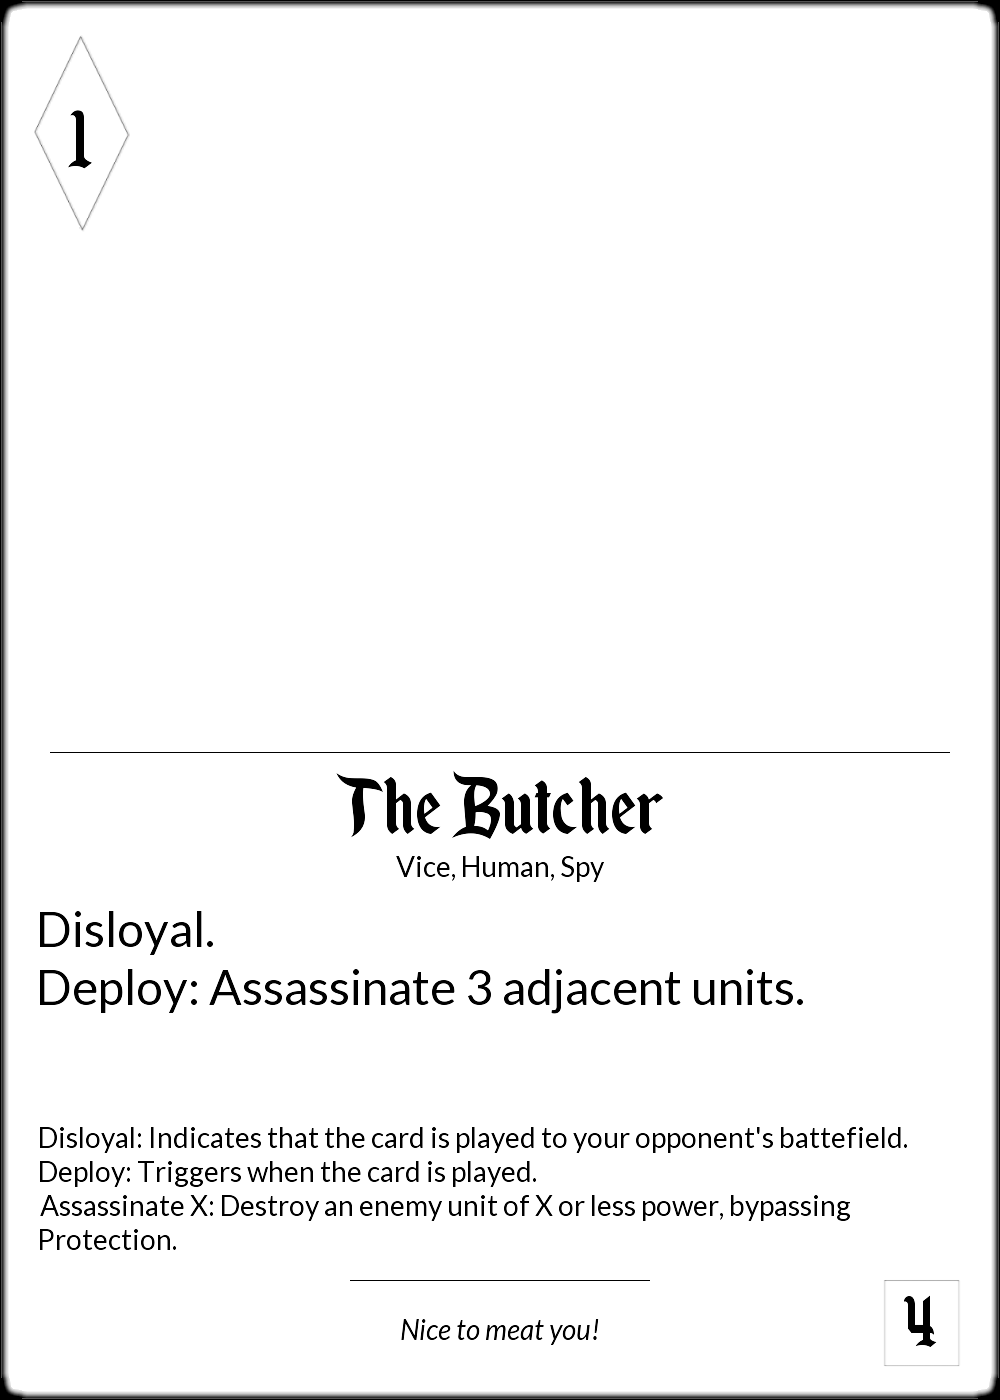 1
The Butcher
Vice, Human, Spy
Disloyal.
Deploy: Assassinate 3 adjacent units.
Disloyal: Indicates that the card is played to your opponent's battefield.
Deploy: Triggers when the card is played.
Assassinate X: Destroy an enemy unit of X or less power, bypassing
Protection.
Nice to meat you!
4